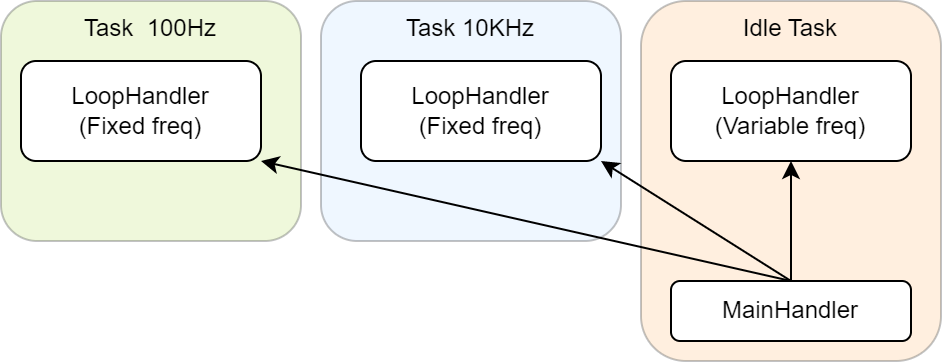 Task  100Hz
LoopHandler
(Fixed freq)
Task 10KHz
LoopHandler
(Fixed freq)
Idle Task
LoopHandler
(Variable freq)
MainHandler